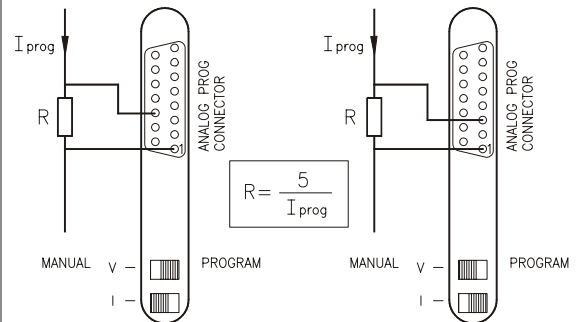 I prog
R
ANALOG PROG
CONNECTOR
1
MANUAL V – PROGRAM
I –
R= 5
I prog
I prog
R
ANALOG PROG
CONNECTOR
1
MANUAL V – PROGRAM
I –